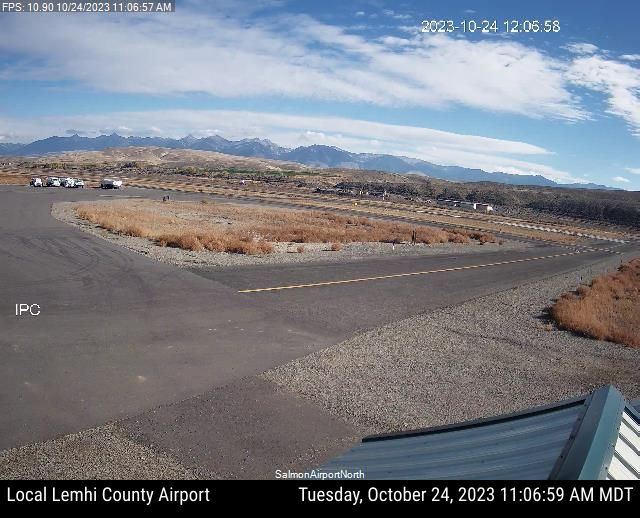 FPS: 10.90 10/24/2023 11:06:57 AM
2023-10-24 12:06:58
IPC
SalmonAirportNorth
Local Lemhi County Airport
Tuesday, October 24, 2023 11:06:59 AM MDT